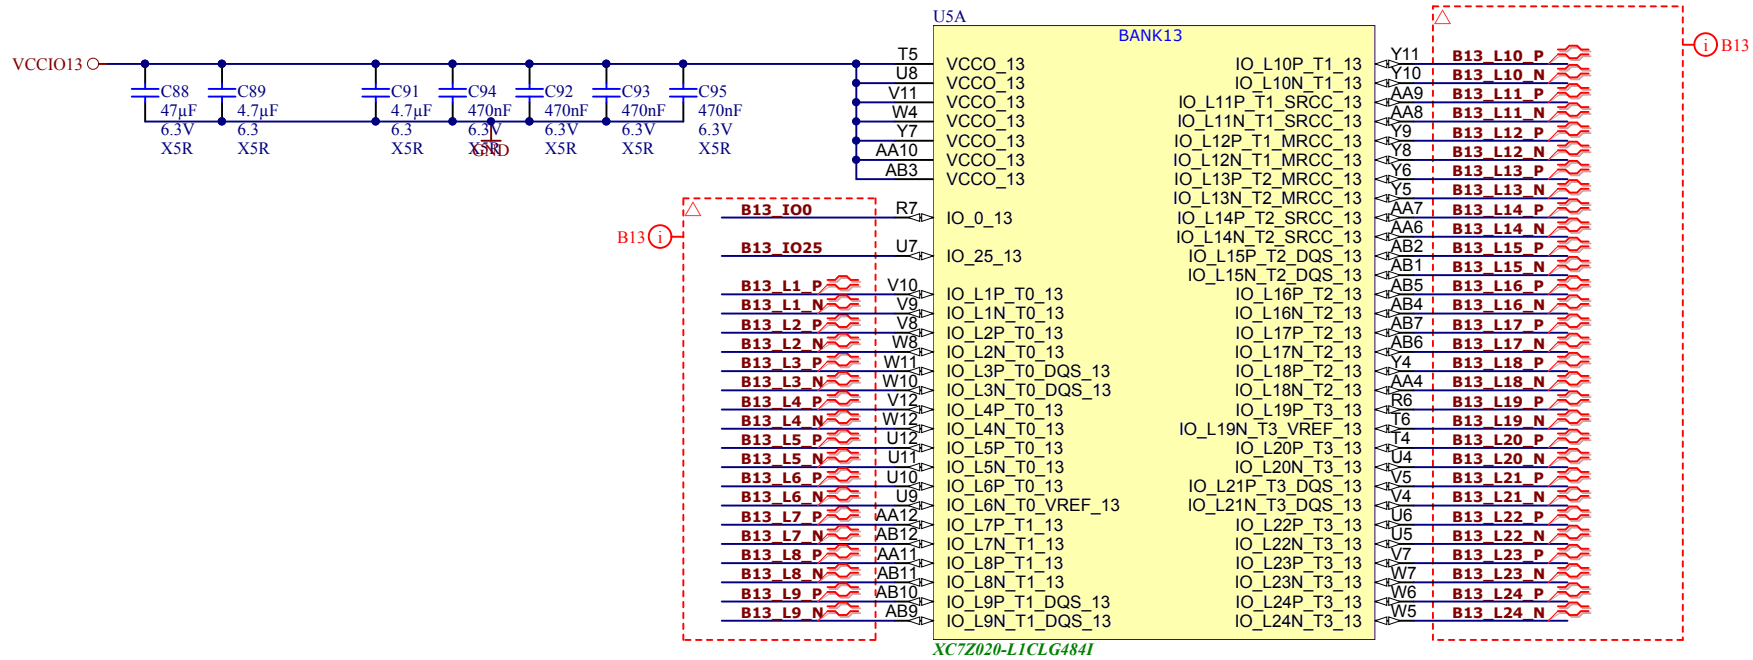 U5A
BANK13
VCCIO13
C88
47µF
6.3V
X5R
C89
4.7µF
6.3
X5R
C91
4.7µF
6.3
X5R
C94
470nF
6.3V
X5R
GND
C92
470nF
6.3V
X5R
C93
470nF
6.3V
X5R
C95
470nF
6.3V
X5R
T5 VCCO_13
U8 VCCO_13
V11 VCCO_13
W4 VCCO_13
Y7 VCCO_13
AA10 VCCO_13
AB3 VCCO_13
B13 i
B13_IO0 R7 IO_0_13
B13_IO25 U7 IO_25_13
B13_L1_P V10 IO_L1P_T0_13
B13_L1_N V9 IO_L1N_T0_13
B13_L2_P V8 IO_L2P_T0_13
B13_L2_N W8 IO_L2N_T0_13
B13_L3_P W11 IO_L3P_T0_DQS_13
B13_L3_N W10 IO_L3N_T0_DQS_13
B13_L4_P V12 IO_L4P_T0_13
B13_L4_N W12 IO_L4N_T0_13
B13_L5_P U12 IO_L5P_T0_13
B13_L5_N U11 IO_L5N_T0_13
B13_L6_P U10 IO_L6P_T0_13
B13_L6_N U9 IO_L6N_T0_VREF_13
B13_L7_P AA12 IO_L7P_T1_13
B13_L7_N AB12 IO_L7N_T1_13
B13_L8_P AA11 IO_L8P_T1_13
B13_L8_N AB11 IO_L8N_T1_13
B13_L9_P AB10 IO_L9P_T1_DQS_13
B13_L9_N AB9 IO_L9N_T1_DQS_13
IO_L10P_T1_13 Y11 B13_L10_P
IO_L10N_T1_13 Y10 B13_L10_N
IO_L11P_T1_SRCC_13 AA9 B13_L11_P
IO_L11N_T1_SRCC_13 AA8 B13_L11_N
IO_L12P_T1_MRCC_13 Y9 B13_L12_P
IO_L12N_T1_MRCC_13 Y8 B13_L12_N
IO_L13P_T2_MRCC_13 Y6 B13_L13_P
IO_L13N_T2_MRCC_13 Y5 B13_L13_N
IO_L14P_T2_SRCC_13 AA7 B13_L14_P
IO_L14N_T2_SRCC_13 AA6 B13_L14_N
IO_L15P_T2_DQS_13 AB2 B13_L15_P
IO_L15N_T2_DQS_13 AB1 B13_L15_N
IO_L16P_T2_13 AB5 B13_L16_P
IO_L16N_T2_13 AB4 B13_L16_N
IO_L17P_T2_13 AB7 B13_L17_P
IO_L17N_T2_13 AB6 B13_L17_N
IO_L18P_T2_13 Y4 B13_L18_P
IO_L18N_T2_13 AA4 B13_L18_N
IO_L19P_T3_13 R6 B13_L19_P
IO_L19N_T3_VREF_13 T6 B13_L19_N
IO_L20P_T3_13 T4 B13_L20_P
IO_L20N_T3_13 U4 B13_L20_N
IO_L21P_T3_DQS_13 V5 B13_L21_P
IO_L21N_T3_DQS_13 V4 B13_L21_N
IO_L22P_T3_13 U6 B13_L22_P
IO_L22N_T3_13 U5 B13_L22_N
IO_L23P_T3_13 V7 B13_L23_P
IO_L23N_T3_13 W7 B13_L23_N
IO_L24P_T3_13 W6 B13_L24_P
IO_L24N_T3_13 W5 B13_L24_N
i B13
XC7Z020-L1CLG484I